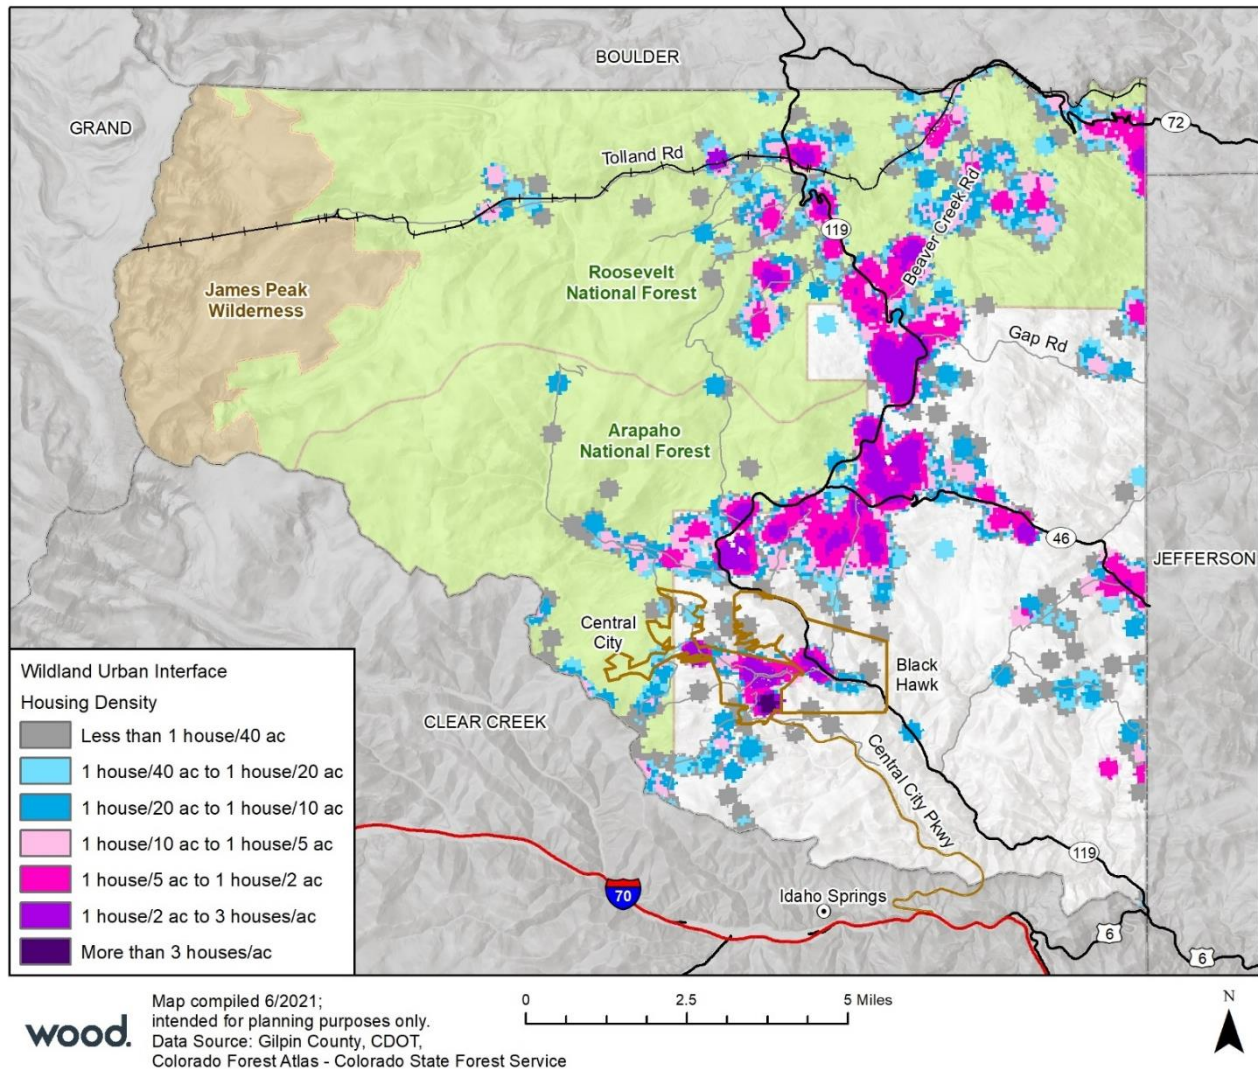 BOULDER
GRAND
72
Tolland Rd
Beaver Creek Rd
119
Roosevelt
National Forest
James Peak
Wilderness
Gap Rd
Arapaho
National Forest
46
JEFFERSON
Central
City
Black
Hawk
CLEAR CREEK
Central City Pkwy
119
Idaho Springs
70
6
6
Wildland Urban Interface
Housing Density
Less than 1 house/40 ac
1 house/40 ac to 1 house/20 ac
1 house/20 ac to 1 house/10 ac
1 house/10 ac to 1 house/5 ac
1 house/5 ac to 1 house/2 ac
1 house/2 ac to 3 houses/ac
More than 3 houses/ac
wood.
Map compiled 6/2021;
intended for planning purposes only.
Data Source: Gilpin County, CDOT,
Colorado Forest Atlas - Colorado State Forest Service
0 2.5 5 Miles
N